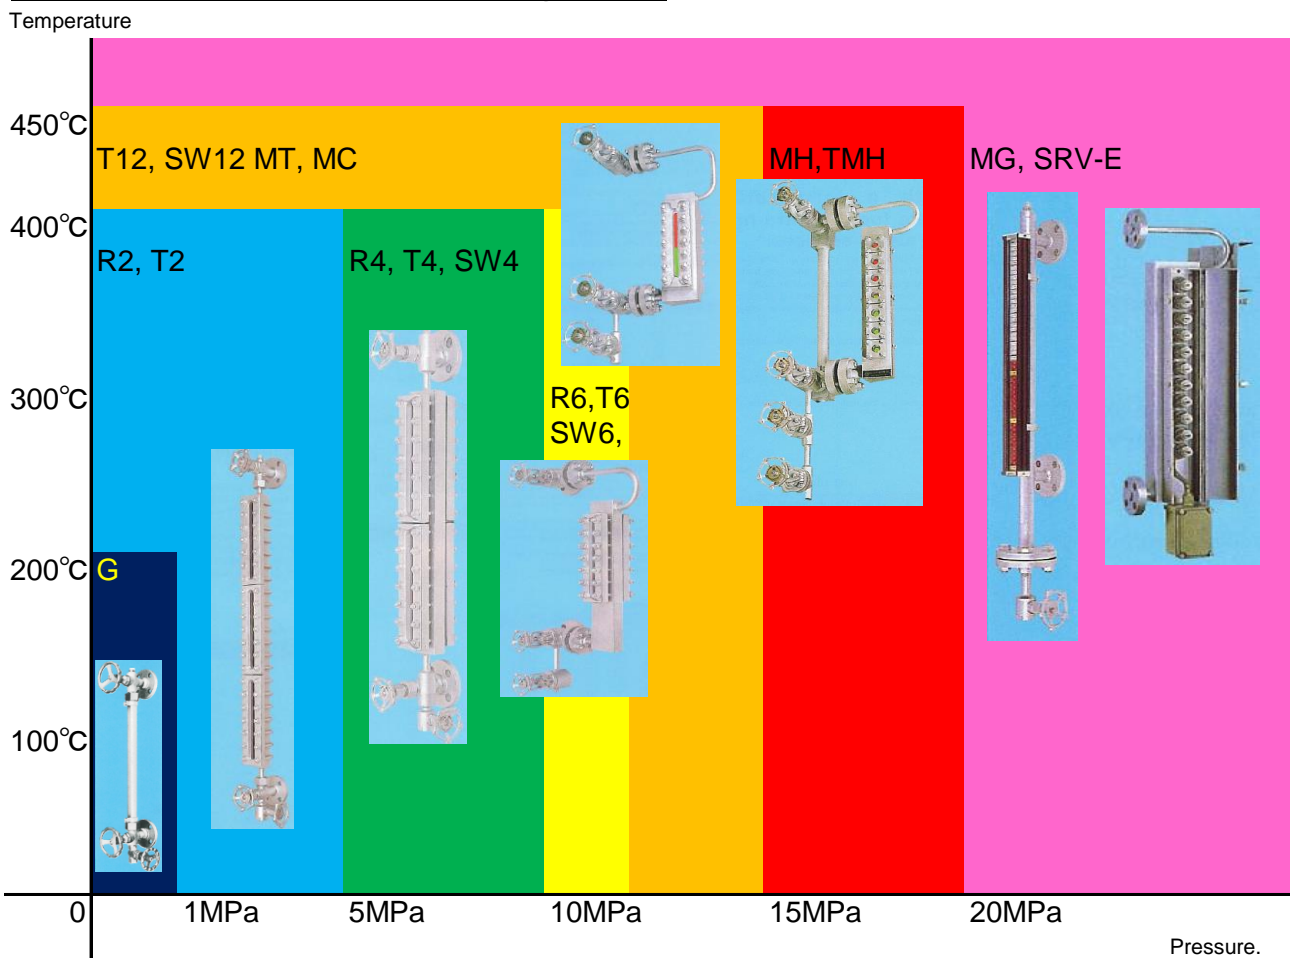 Temperature
450℃
T12, SW12 MT, MC
MH,TMH
MG, SRV-E
400℃
R2, T2
R4, T4, SW4
300℃
R6,T6
SW6,
200℃
G
100℃
0
1MPa
5MPa
10MPa
15MPa
20MPa
Pressure.